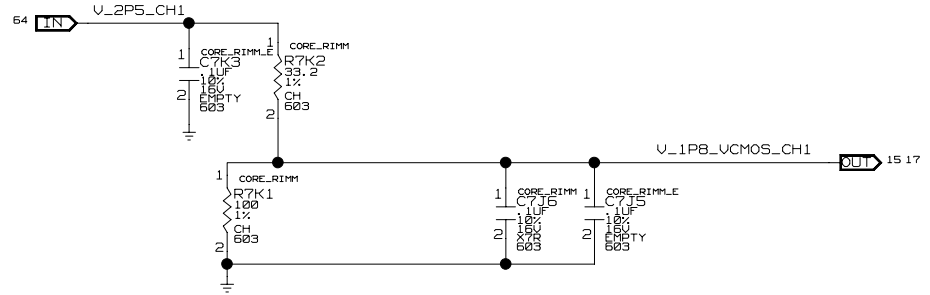 V_2P5_CH1
64 IN
1 CORE_RIMM_E
C7K3
.1UF
10%
16V
2 EMPTY
603
1 CORE_RIMM
R7K2
33.2
1%
CH
2 603
V_1P8_VCMOS_CH1
OUT 15 17
1 CORE_RIMM
R7K1
100
1%
CH
2 603
1 CORE_RIMM
C7J6
.1UF
10%
16V
2 X7R
603
1 CORE_RIMM_E
C7J5
.1UF
10%
16V
2 EMPTY
603